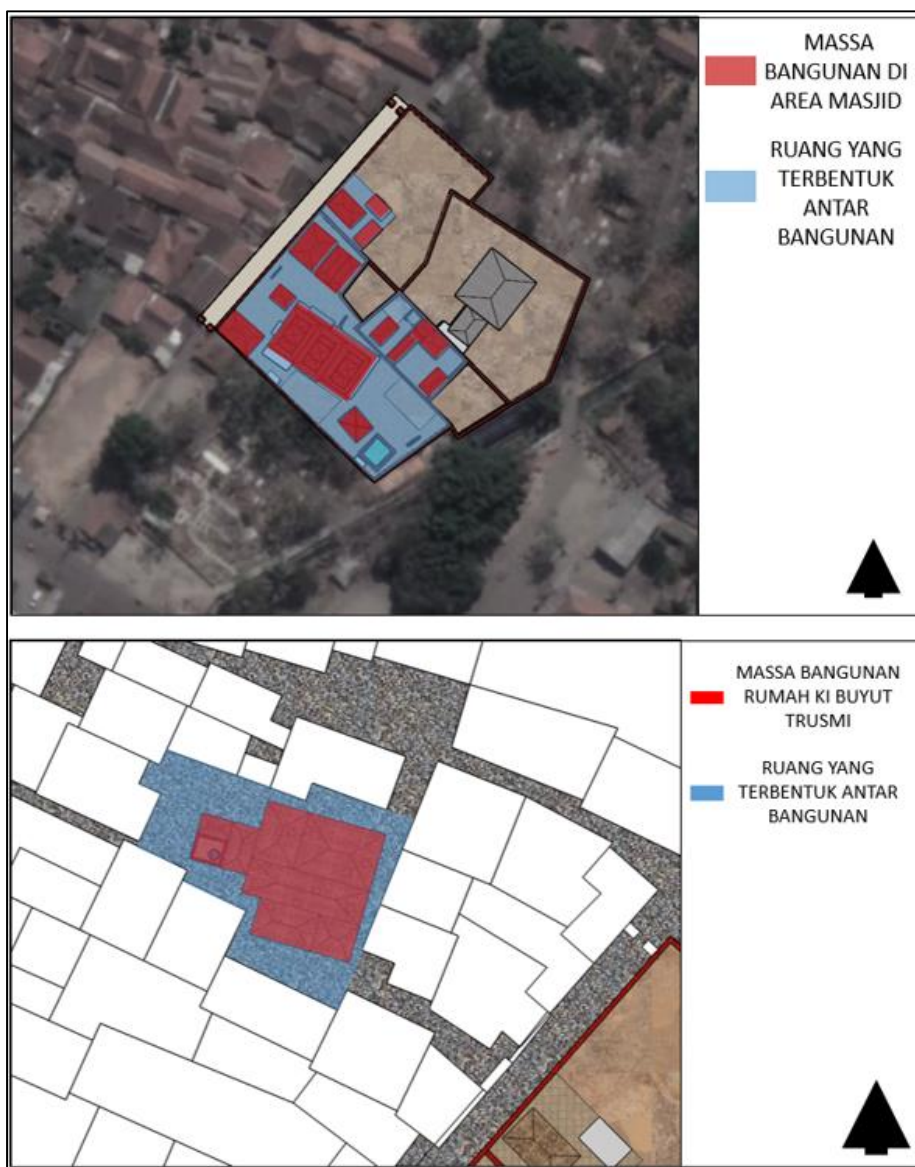 MASSA
BANGUNAN DI
AREA MASJID
RUANG YANG
TERBENTUK
ANTAR
BANGUNAN
MASSA BANGUNAN
RUMAH KI BUYUT
TRUSMI
RUANG YANG
TERBENTUK ANTAR
BANGUNAN